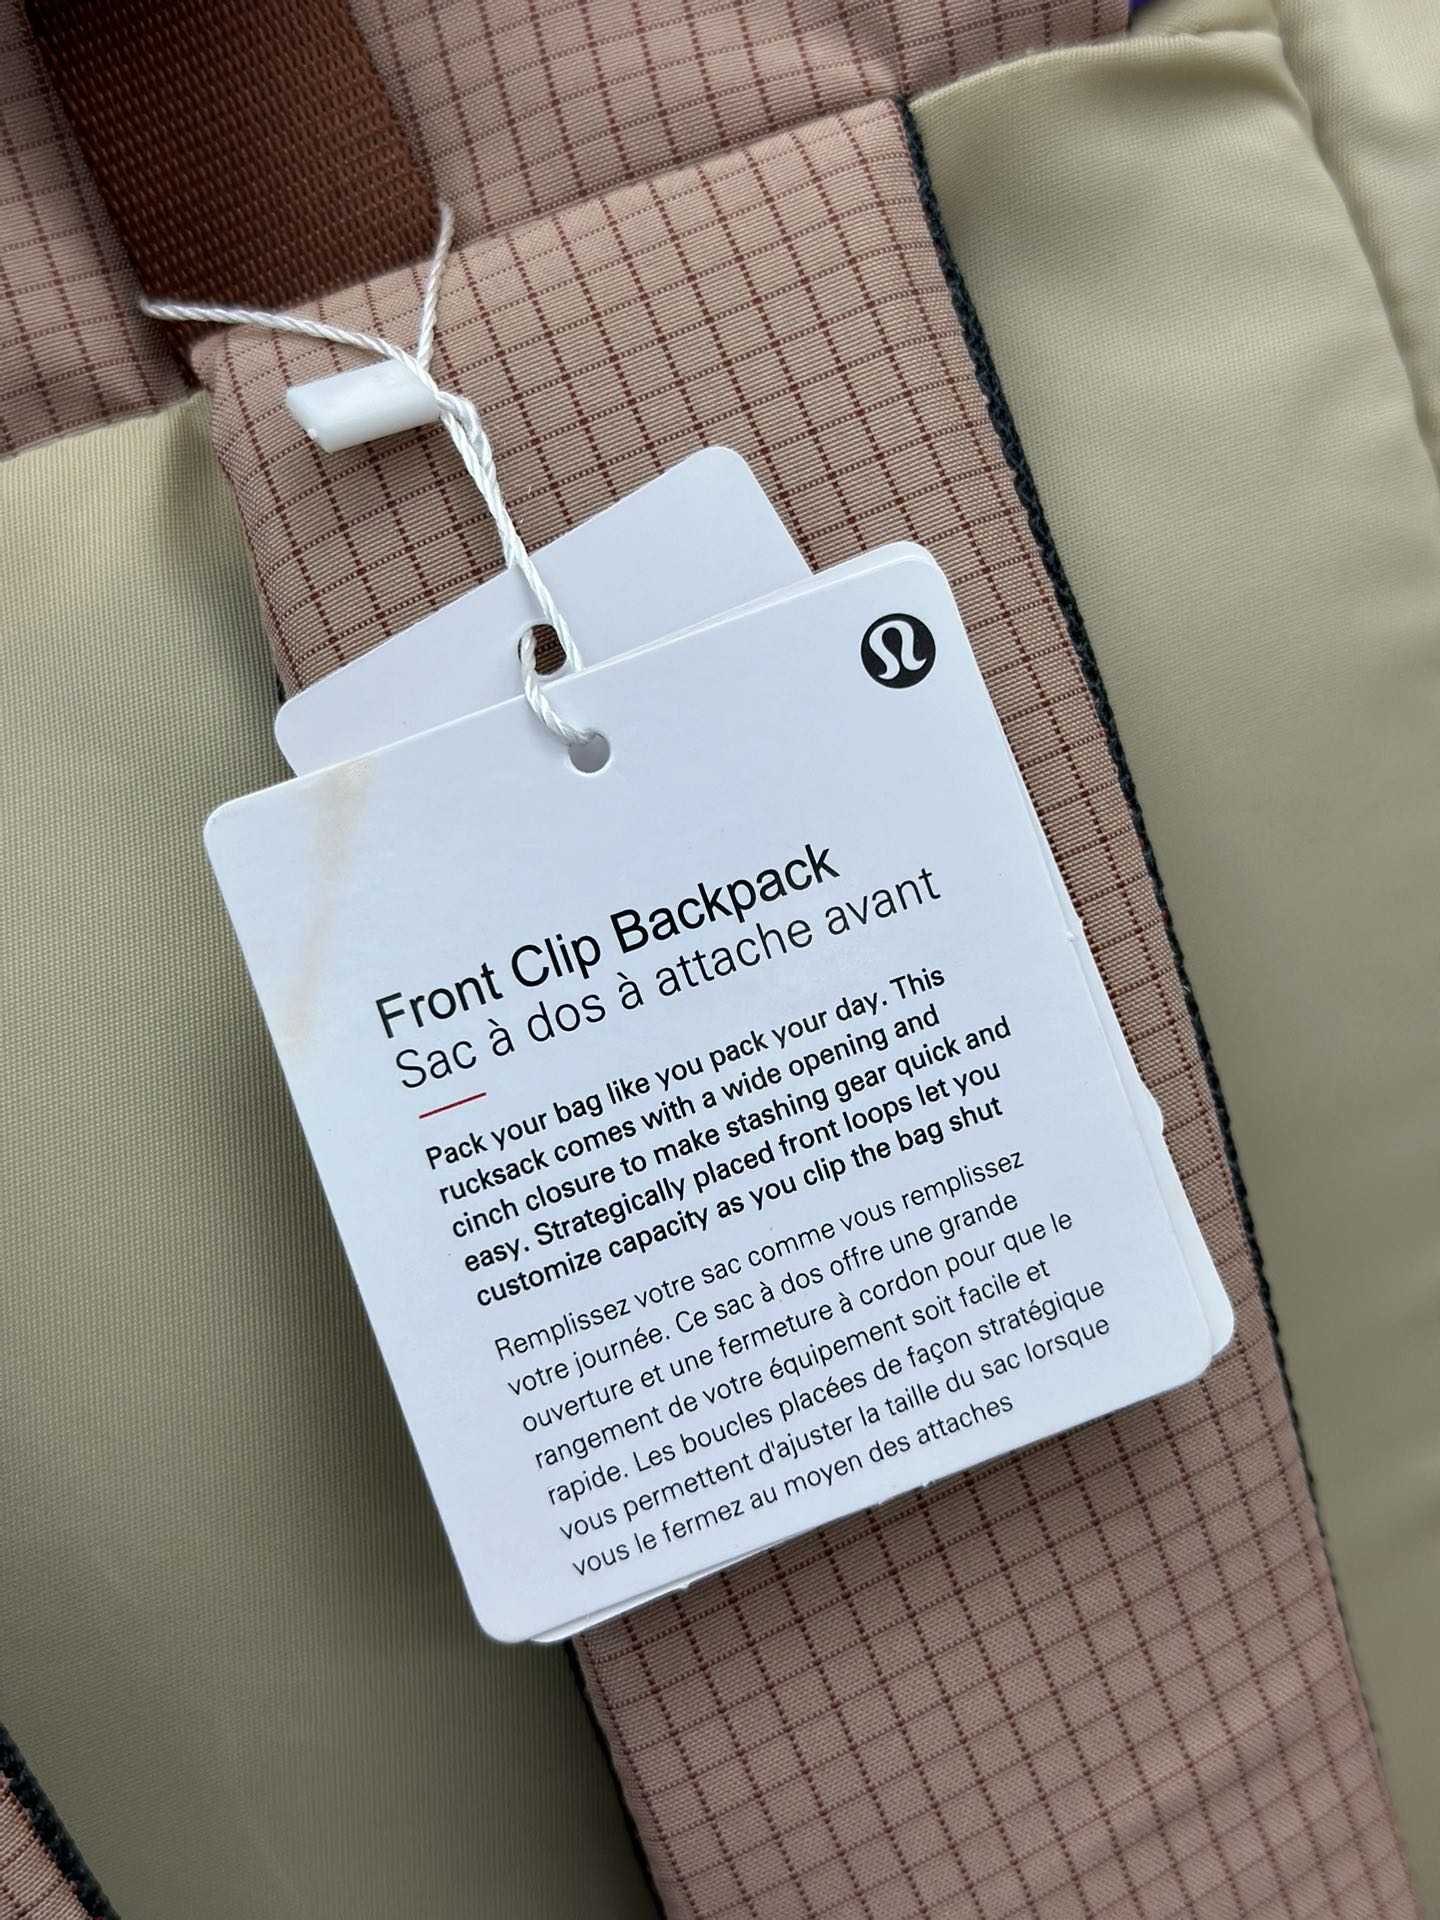 Front Clip Backpack
Sac à dos à attache avant
Pack your bag like you pack your day. This
rucksack comes with a wide opening and
cinch closure to make stashing gear quick and
easy. Strategically placed front loops let you
customize capacity as you clip the bag shut
Remplissez votre sac comme vous remplissez
votre journée. Ce sac à dos offre une grande
ouverture et une fermeture à cordon pour que le
rangement de votre équipement soit facile et
rapide. Les boucles placées de façon stratégique
vous permettent d'ajuster la taille du sac lorsque
vous le fermez au moyen des attaches